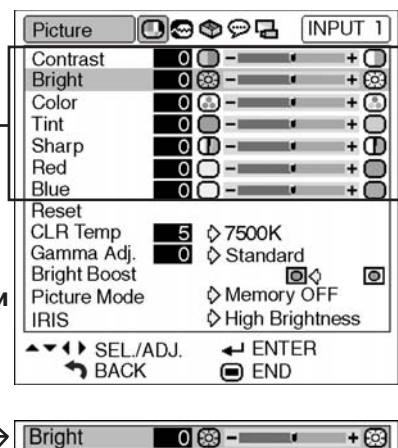 Picture INPUT 1
Contrast 0 - +
Bright 0 - +
Color 0 - +
Tint 0 - +
Sharp 0 - +
Red 0 - +
Blue 0 - +
Reset
CLR Temp 5 7500K
Gamma Adj. 0 Standard
Bright Boost
Picture Mode Memory OFF
IRIS High Brightness
SEL./ADJ. ENTER
BACK END
Bright 0 - +